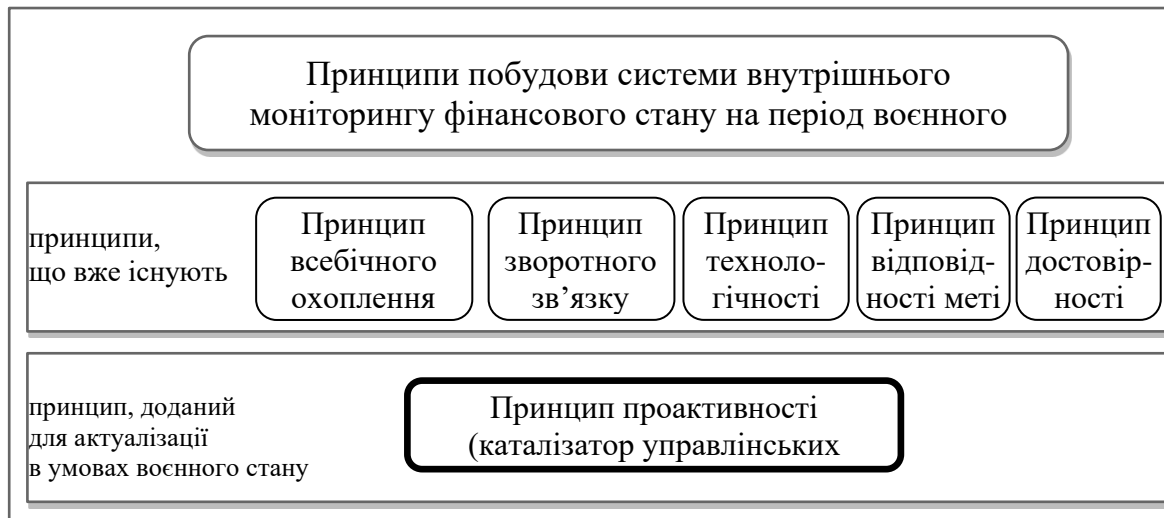 Принципи побудови системи внутрішнього
моніторингу фінансового стану на період воєнного
принципи,
що вже існують
Принцип
всебічного
охоплення
Принцип
зворотного
зв’язку
Принцип
техноло-
гічності
Принцип
відповід-
ності меті
Принцип
достовір-
ності
принцип, доданий
для актуалізації
в умовах воєнного стану
Принцип проактивності
(каталізатор управлінських